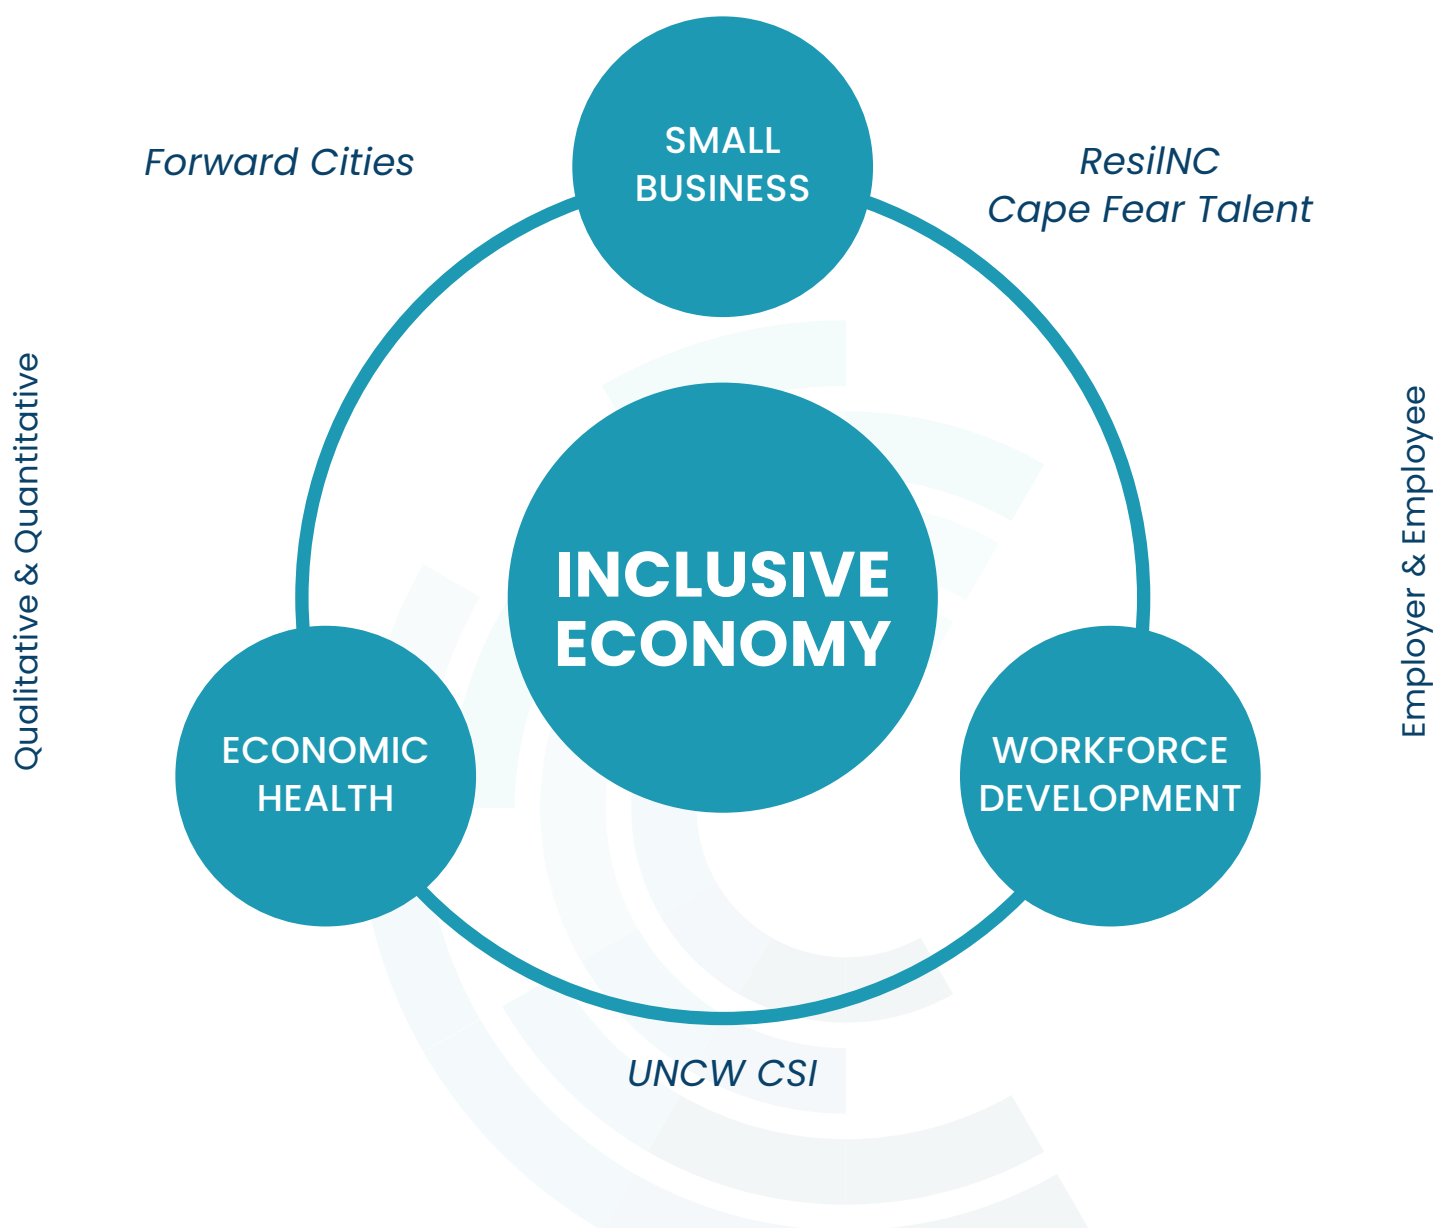 SMALL
BUSINESS
Forward Cities
ResilNC
Cape Fear Talent
Qualitative & Quantitative
Employer & Employee
INCLUSIVE
ECONOMY
ECONOMIC
HEALTH
WORKFORCE
DEVELOPMENT
UNCW CSI